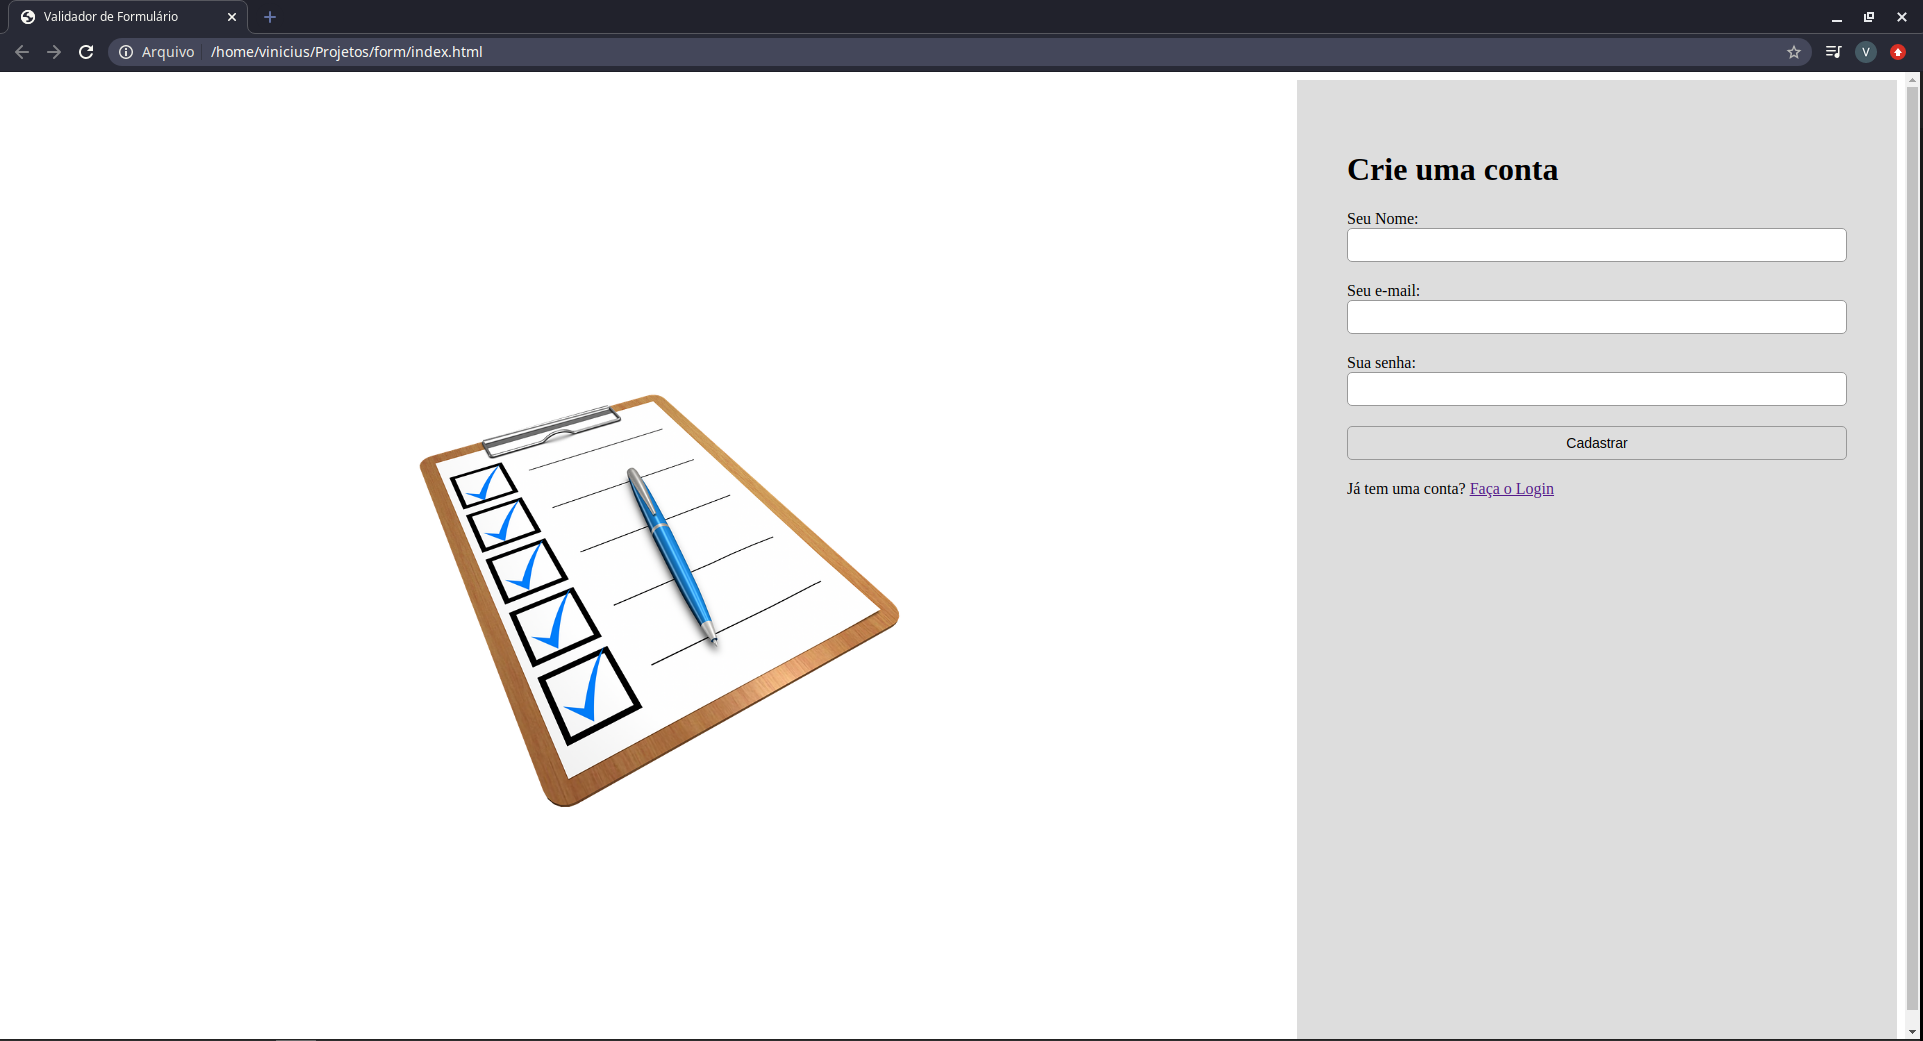 Validador de Formulário
Arquivo /home/vinicius/Projetos/form/index.html
V
Crie uma conta
Seu Nome:
Seu e-mail:
Sua senha:
Cadastrar
Já tem uma conta? Faça o Login